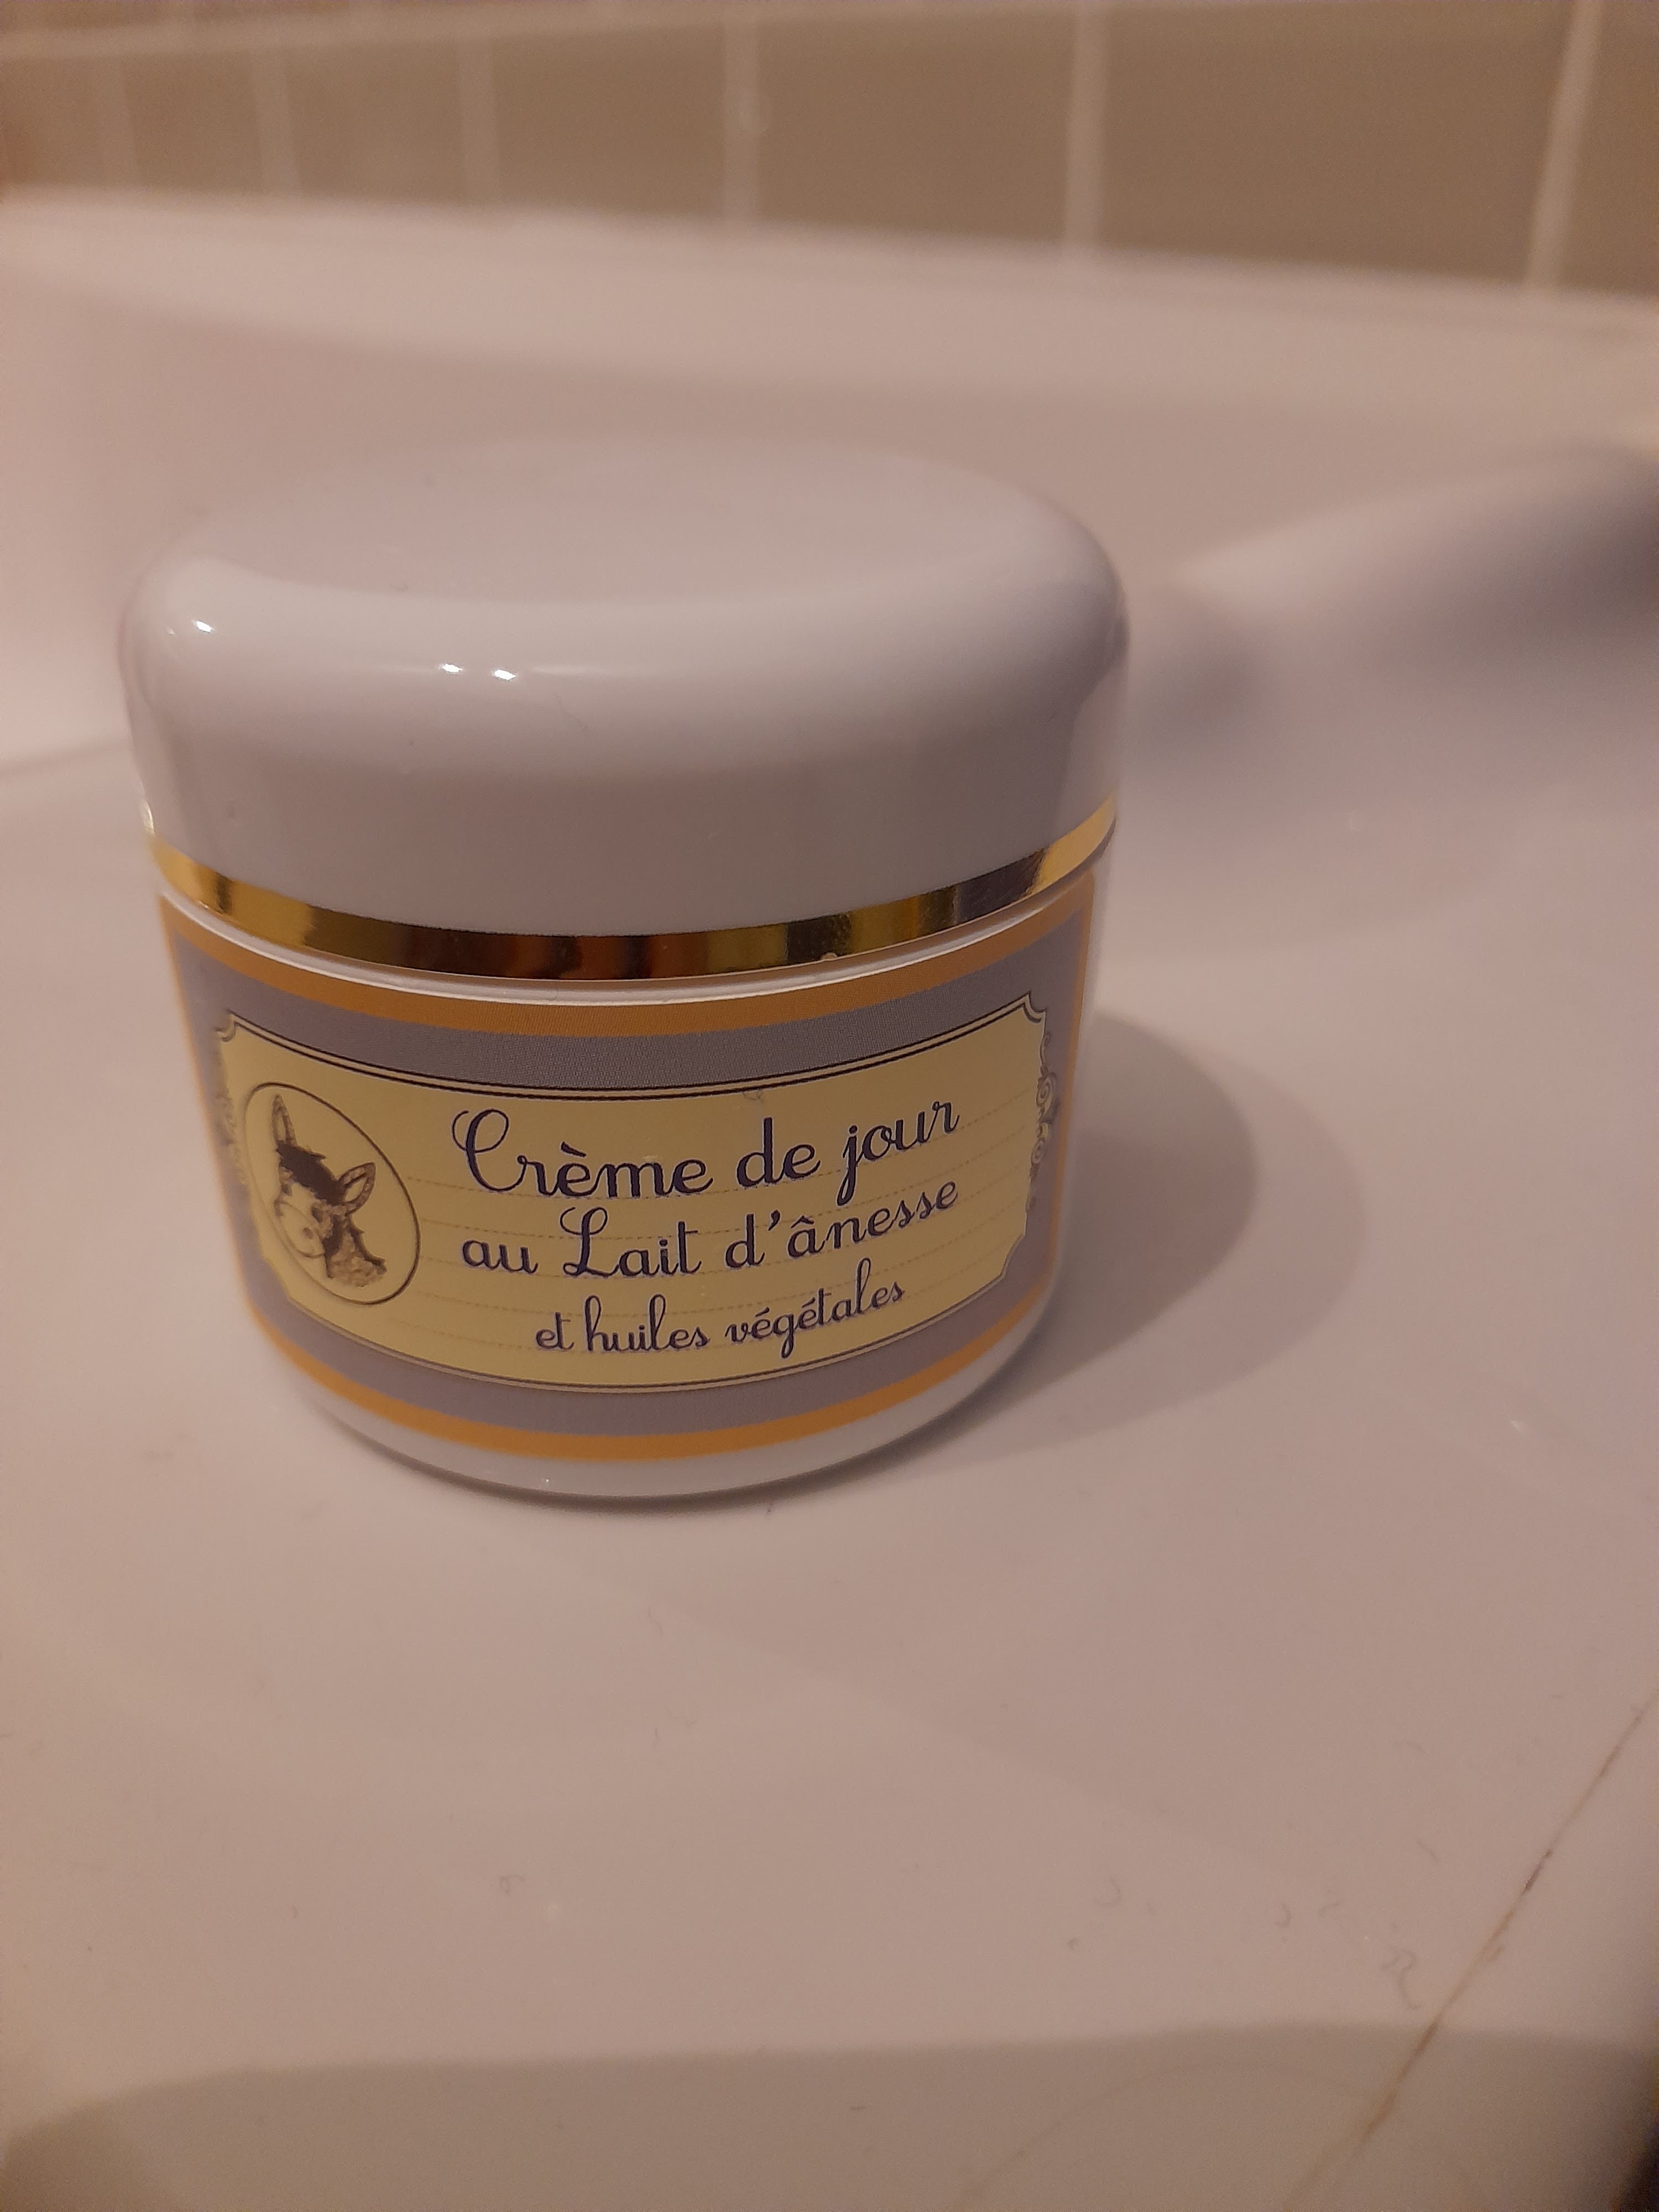 Crème de jour
au Lait d'ânesse
et huiles végétales